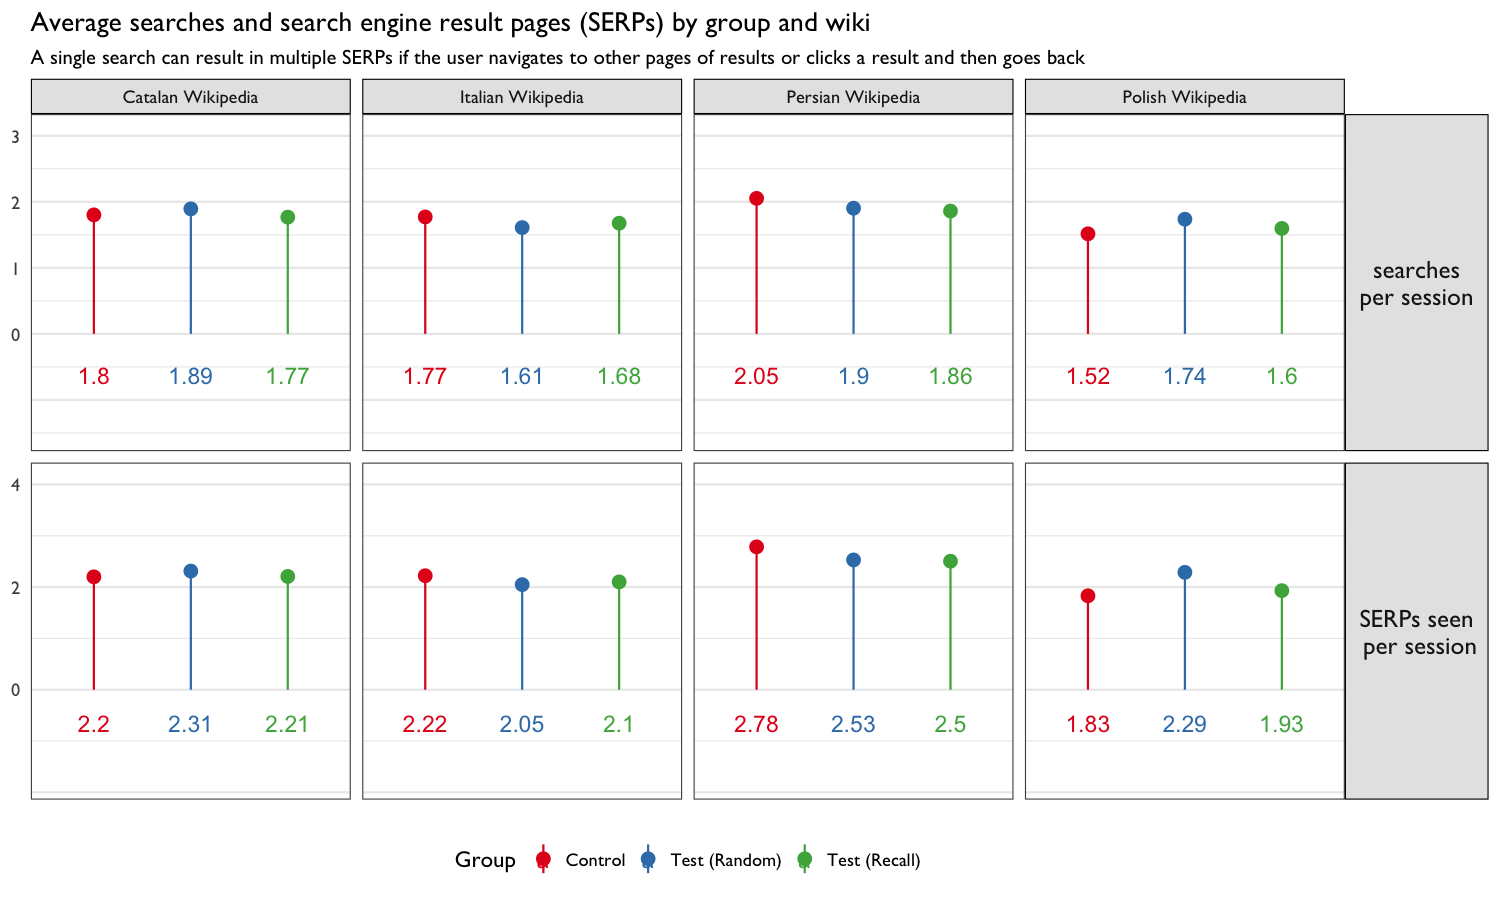 Average searches and search engine result pages (SERPs) by group and wiki
A single search can result in multiple SERPs if the user navigates to other pages of results or clicks a result and then goes back
Catalan Wikipedia Italian Wikipedia Persian Wikipedia Polish Wikipedia
3
2
1
0
searches
per session
1.8 1.89 1.77 1.77 1.61 1.68 2.05 1.9 1.86 1.52 1.74 1.6
4
2
0
SERPs seen
per session
2.2 2.31 2.21 2.22 2.05 2.1 2.78 2.53 2.5 1.83 2.29 1.93
Group Control Test (Random) Test (Recall)